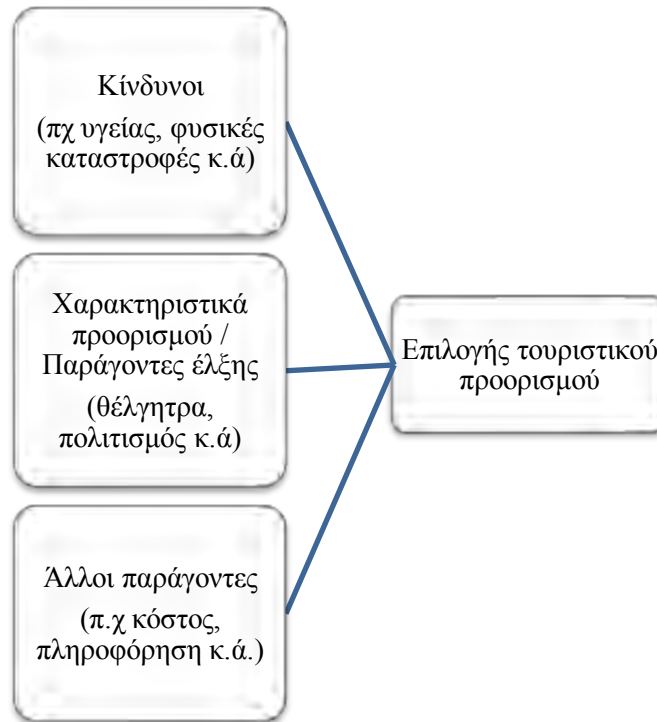 Κίνδυνοι
(πχ υγείας, φυσικές
καταστροφές κ.ά)
Χαρακτηριστικά
προορισμού /
Παράγοντες έλξης
(θέλγητρα,
πολιτισμός κ.ά)
Άλλοι παράγοντες
(π.χ κόστος,
πληροφόρηση κ.ά.)
Επιλογής τουριστικού
προορισμού